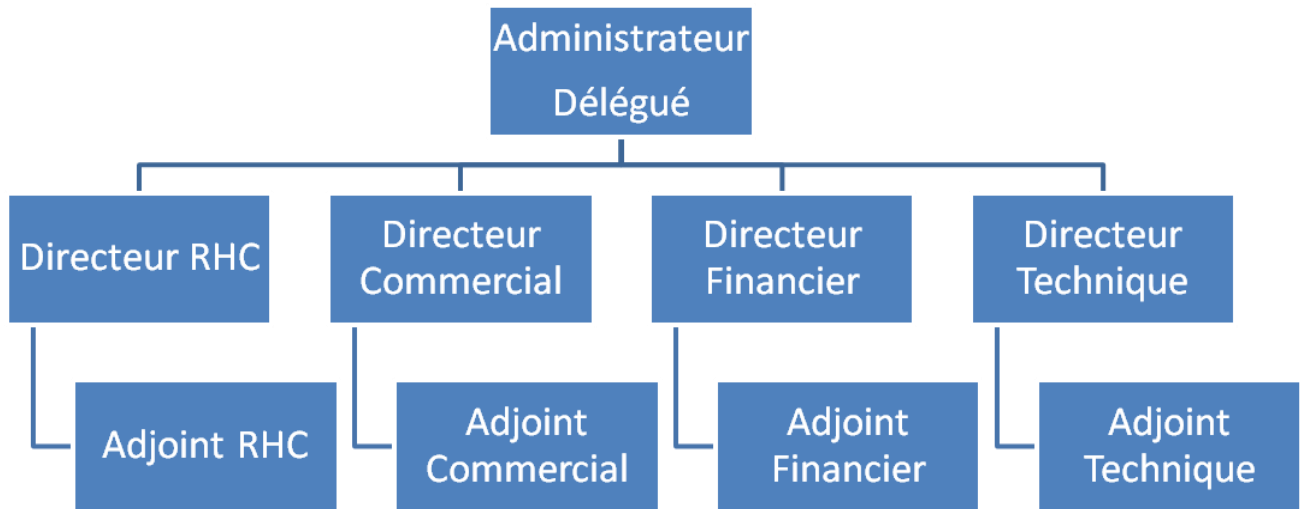 Administrateur
Délégué
Directeur RHC
Directeur
Commercial
Directeur
Financier
Directeur
Technique
Adjoint RHC
Adjoint
Commercial
Adjoint
Financier
Adjoint
Technique